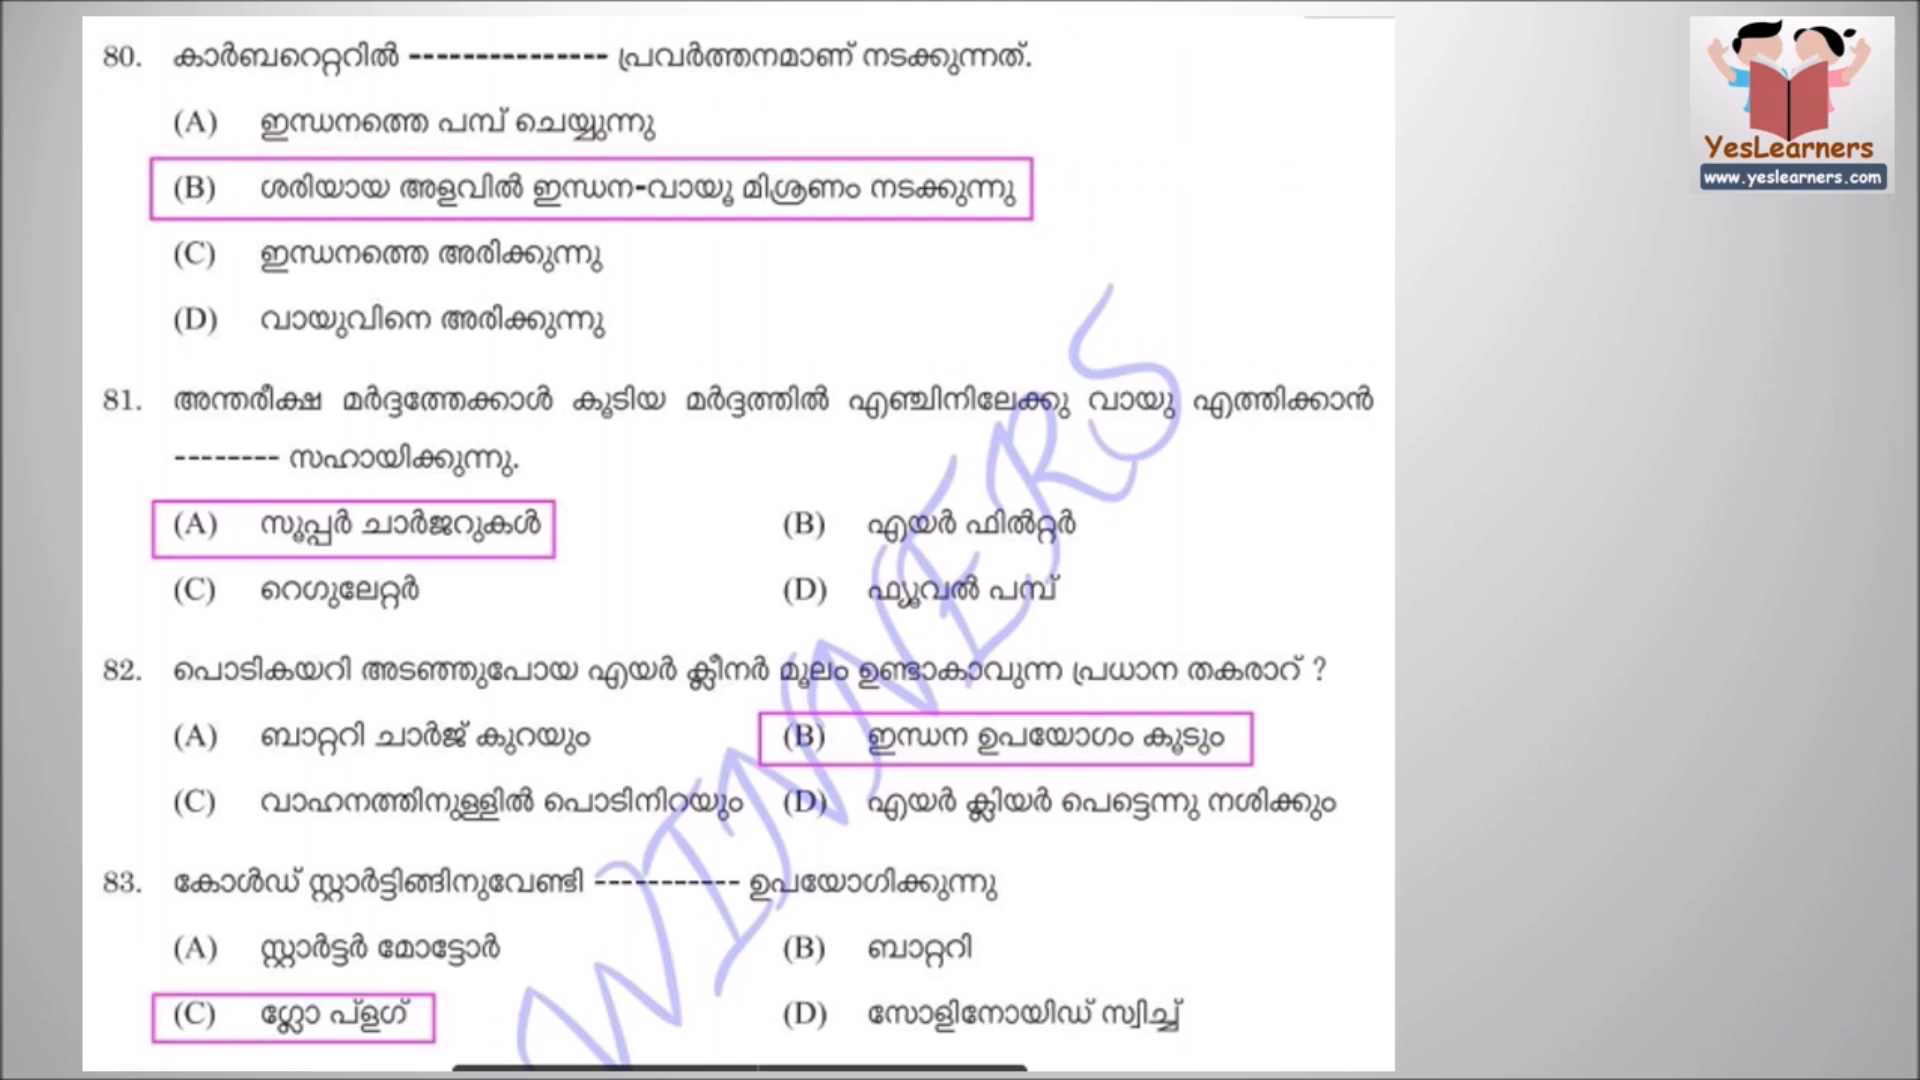 80. കാർബറെറ്ററിൽ --------------- പ്രവർത്തനമാണ് നടക്കുന്നത്.
(A) ഇന്ധനത്തെ പമ്പ് ചെയ്യുന്നു
(B) ശരിയായ അളവിൽ ഇന്ധന-വായൂ മിശ്രണം നടക്കുന്നു
(C) ഇന്ധനത്തെ അരിക്കുന്നു
(D) വായുവിനെ അരിക്കുന്നു
81. അന്തരീക്ഷ മർദ്ദത്തേക്കാൾ കൂടിയ മർദ്ദത്തിൽ എഞ്ചിനിലേക്കു വായു എത്തിക്കാൻ
-------- സഹായിക്കുന്നു.
(A) സൂപ്പർ ചാർജറുകൾ (B) എയർ ഫിൽറ്റർ
(C) റെഗുലേറ്റർ (D) ഫ്യൂവൽ പമ്പ്
82. പൊടികയറി അടഞ്ഞുപോയ എയർ ക്ലീനർ മൂലം ഉണ്ടാകാവുന്ന പ്രധാന തകരാറ് ?
(A) ബാറ്ററി ചാർജ് കുറയും (B) ഇന്ധന ഉപയോഗം കൂടും
(C) വാഹനത്തിനുള്ളിൽ പൊടിനിറയും (D) എയർ ക്ലിയർ പെട്ടെന്നു നശിക്കും
83. കോൾഡ് സ്റ്റാർട്ടിങ്ങിനുവേണ്ടി ----------- ഉപയോഗിക്കുന്നു
(A) സ്റ്റാർട്ടർ മോട്ടോർ (B) ബാറ്ററി
(C) ഗ്ലോ പ്ളഗ് (D) സോളിനോയിഡ് സ്വിച്ച്
WINNERS
YesLearners
www.yeslearners.com